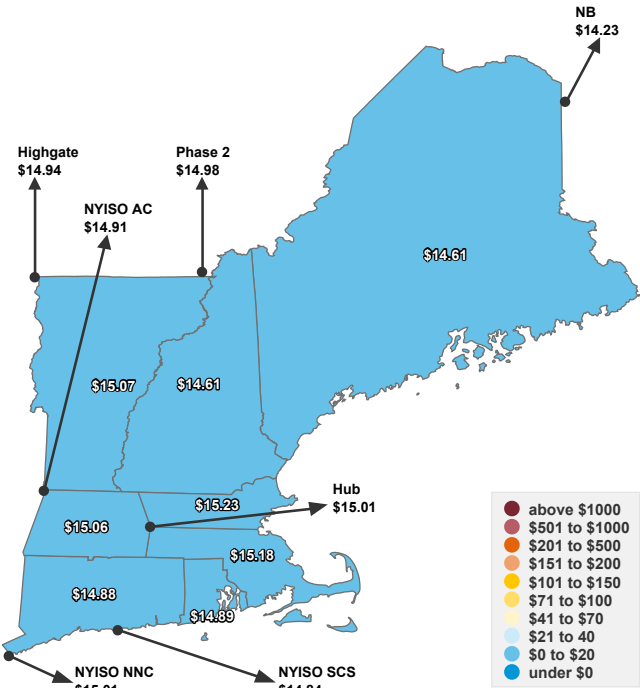 NB
$14.23
Highgate
$14.94
Phase 2
$14.98
NYISO AC
$14.91
$14.61
$15.07
$14.61
Hub
$15.01
$15.23
$15.06
$15.18
$14.88
$14.89
above $1000
$501 to $1000
$201 to $500
$151 to $200
$101 to $150
$71 to $100
$41 to $70
$21 to 40
$0 to $20
under $0
NYISO NNC
NYISO SCS